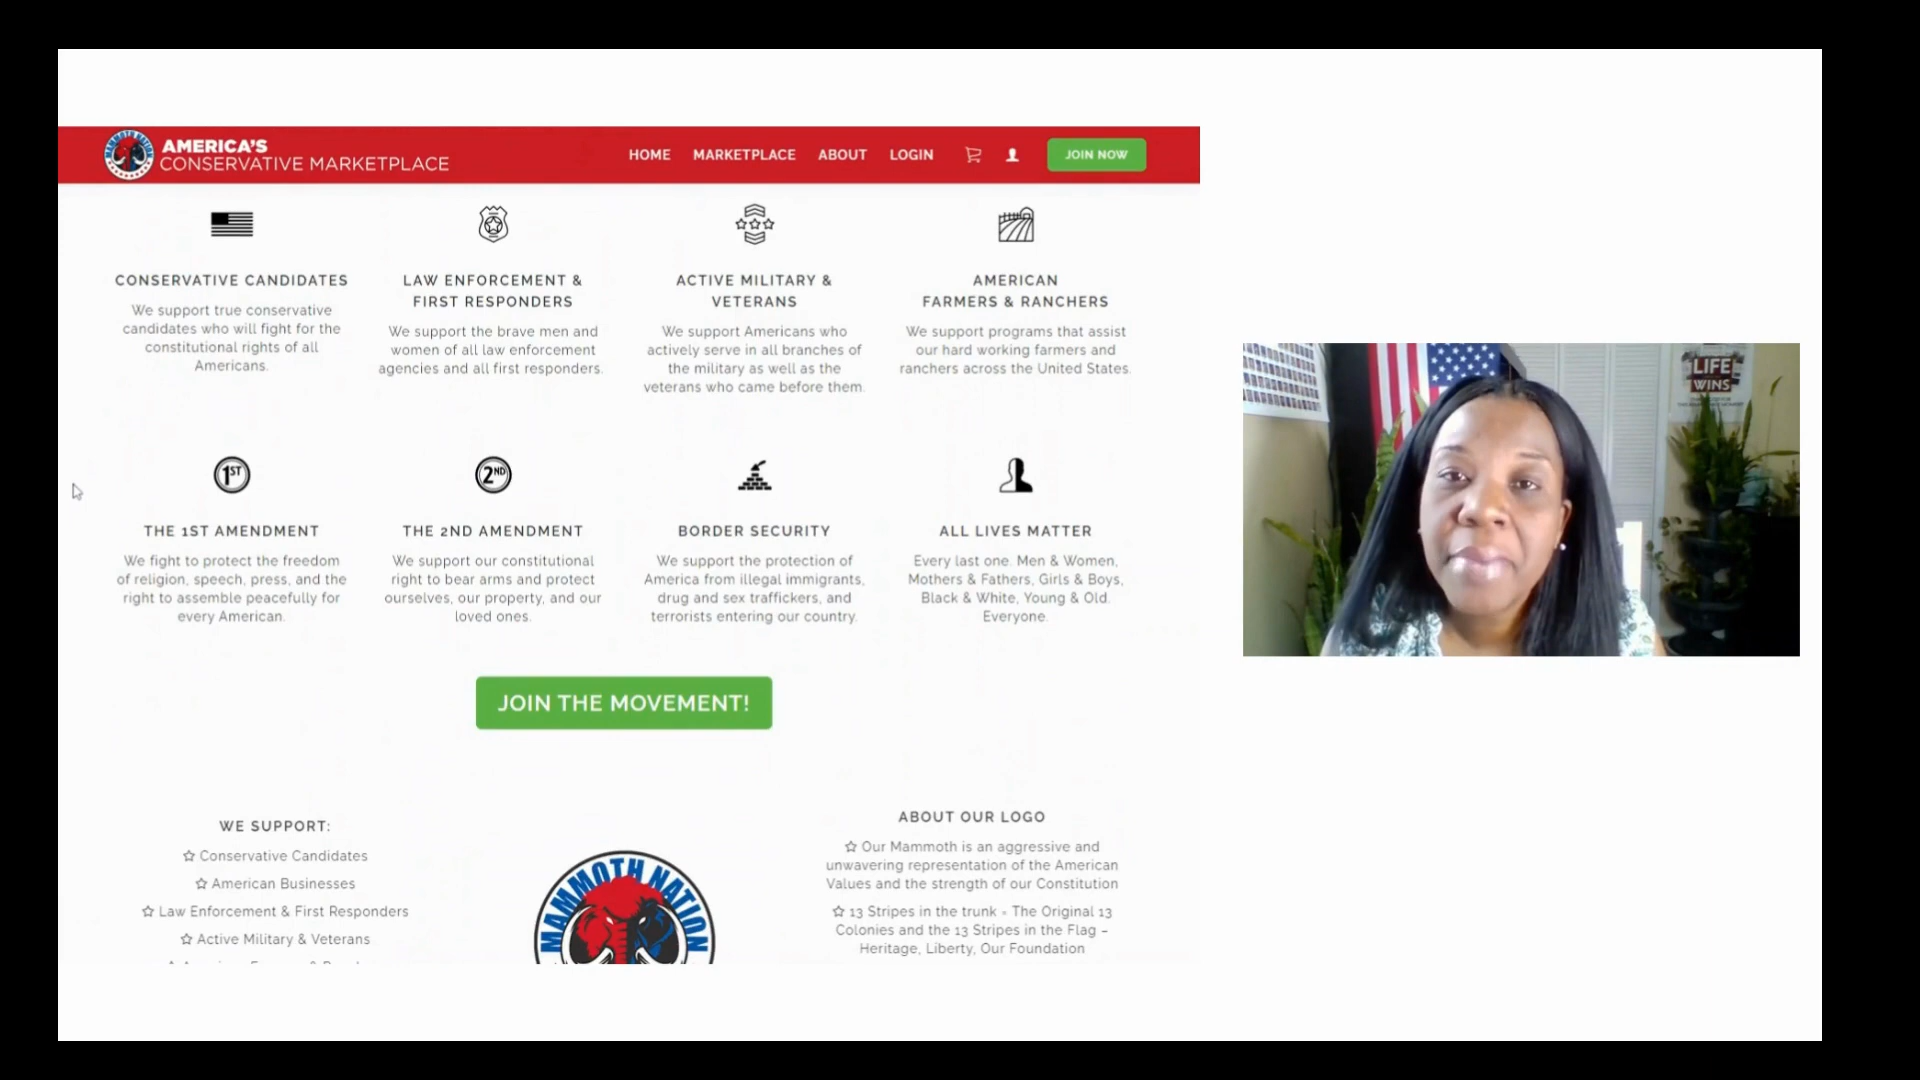 MAMMOTH NATION
AMERICA'S
CONSERVATIVE MARKETPLACE
HOME
MARKETPLACE
ABOUT
LOGIN
JOIN NOW
CONSERVATIVE CANDIDATES
We support true conservative
candidates who will fight for the
constitutional rights of all
Americans.
LAW ENFORCEMENT &
FIRST RESPONDERS
We support the brave men and
women of all law enforcement
agencies and all first responders.
ACTIVE MILITARY &
VETERANS
We support Americans who
actively serve in all branches of
the military as well as the
veterans who came before them.
AMERICAN
FARMERS & RANCHERS
We support programs that assist
our hard working farmers and
ranchers across the United States.
1ST
THE 1ST AMENDMENT
We fight to protect the freedom
of religion, speech, press, and the
right to assemble peacefully for
every American.
2ND
THE 2ND AMENDMENT
We support our constitutional
right to bear arms and protect
ourselves, our property, and our
loved ones.
BORDER SECURITY
We support the protection of
America from illegal immigrants,
drug and sex traffickers, and
terrorists entering our country.
ALL LIVES MATTER
Every last one. Men & Women,
Mothers & Fathers, Girls & Boys,
Black & White, Young & Old.
Everyone.
JOIN THE MOVEMENT!
WE SUPPORT:
Conservative Candidates
American Businesses
Law Enforcement & First Responders
Active Military & Veterans
MAMMOTH NATION
ABOUT OUR LOGO
Our Mammoth is an aggressive and
unwavering representation of the American
Values and the strength of our Constitution
13 Stripes in the trunk = The Original 13
Colonies and the 13 Stripes in the Flag –
Heritage, Liberty, Our Foundation
LIFE
WINS